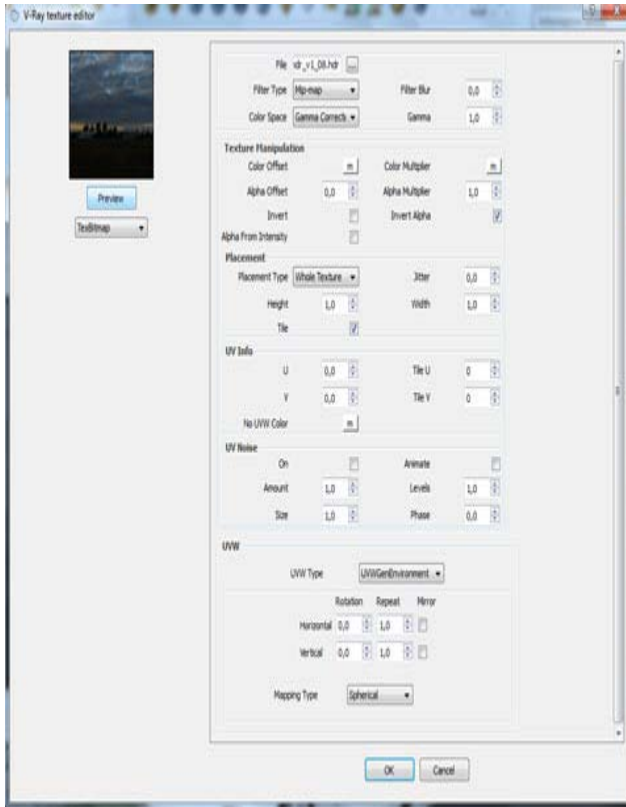 V-Ray texture editor
File xdr_v1_08.hdr ...
Filter Type Mip-map Filter Blur 0,0
Color Space Gamma Correcti Gamma 1,0
Preview
TexBitmap
Texture Manipulation
Color Offset m Color Multiplier m
Alpha Offset 0,0 Alpha Multiplier 1,0
Invert Invert Alpha
Alpha From Intensity
Placement
Placement Type Whole Texture Jitter 0,0
Height 1,0 Width 1,0
Tile
UV Info
U 0,0 Tile U 0
V 0,0 Tile V 0
No UVW Color m
UV Noise
On Animate
Amount 1,0 Levels 1,0
Size 1,0 Phase 0,0
UVW
UVW Type UVWGenEnvironment
Rotation Repeat Mirror
Horizontal 0,0 1,0
Vertical 0,0 1,0
Mapping Type Spherical
OK Cancel